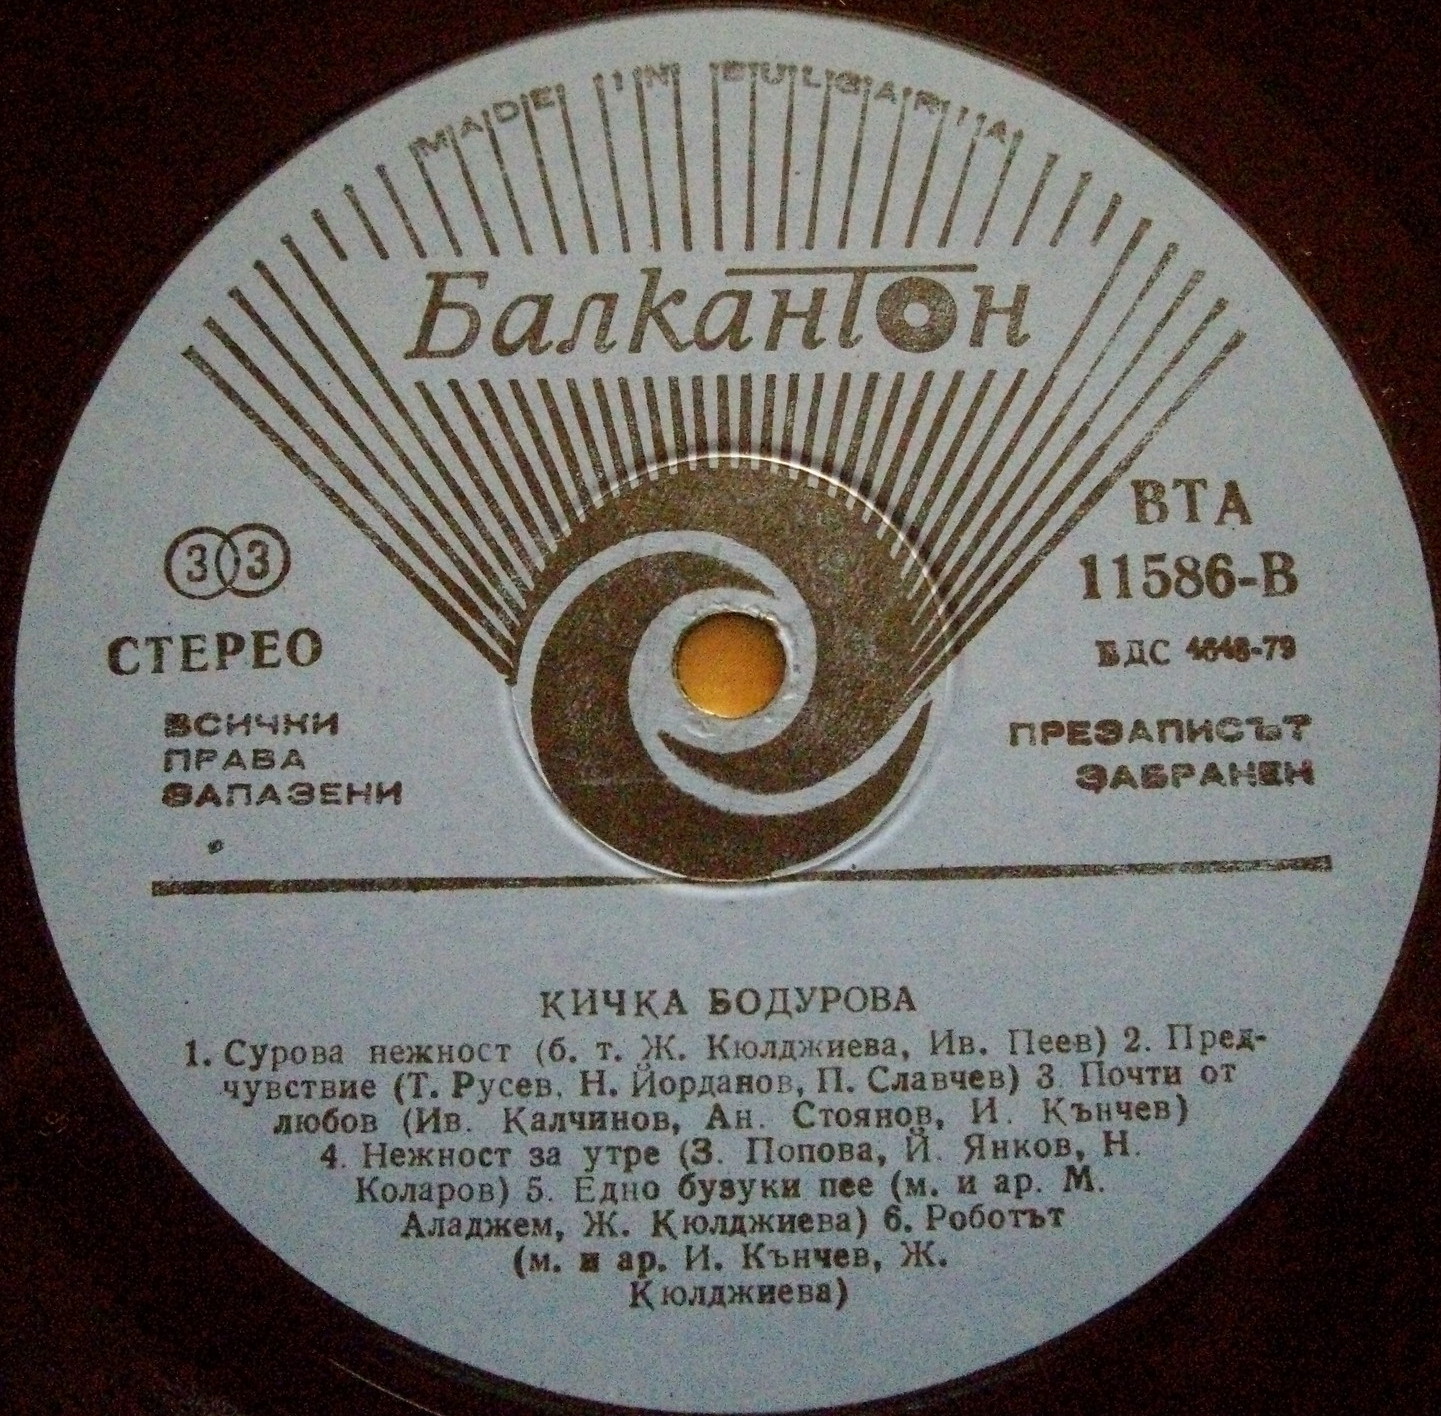 MADE IN BULGARIA
Балкантон
33
СТЕРЕО
ВСИЧКИ
ПРАВА
ЗАПАЗЕНИ
ВТА
11586-В
БДС 4648-79
ПРЕЗАПИСЪТ
ЗАБРАНЕН
КИЧКА БОДУРОВА
1. Сурова нежност (б. т. Ж. Кюлджиева, Ив. Пеев) 2. Пред-
чувствие (Т. Русев, Н. Йорданов, П. Славчев) 3. Почти от
любов (Ив. Калчинов, Ан. Стоянов, И. Кънчев)
4. Нежност за утре (З. Попова, Й. Янков, Н.
Коларов) 5. Едно бузуки пее (м. и ар. М.
Аладжем, Ж. Кюлджиева) 6. Роботът
(м. и ар. И. Кънчев, Ж.
Кюлджиева)